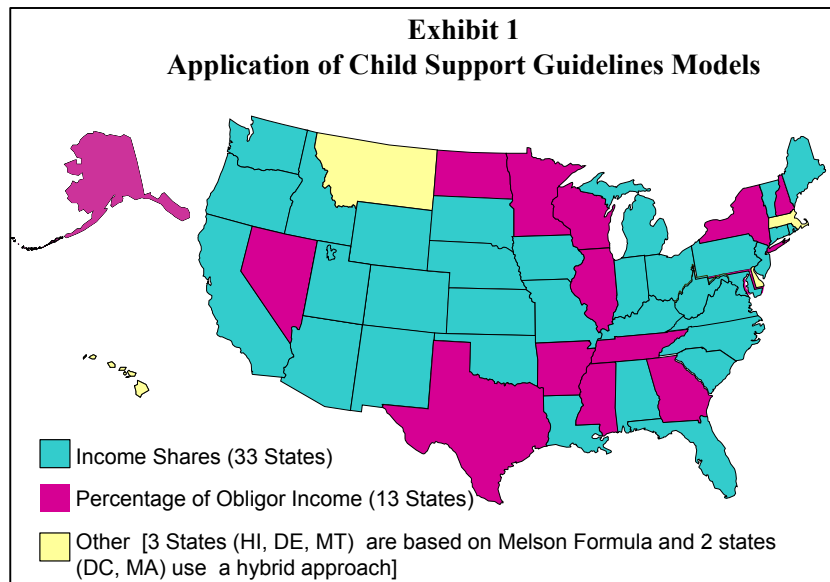 Exhibit 1
Application of Child Support Guidelines Models
Income Shares (33 States)
Percentage of Obligor Income (13 States)
Other [3 States (HI, DE, MT) are based on Melson Formula and 2 states
(DC, MA) use a hybrid approach]